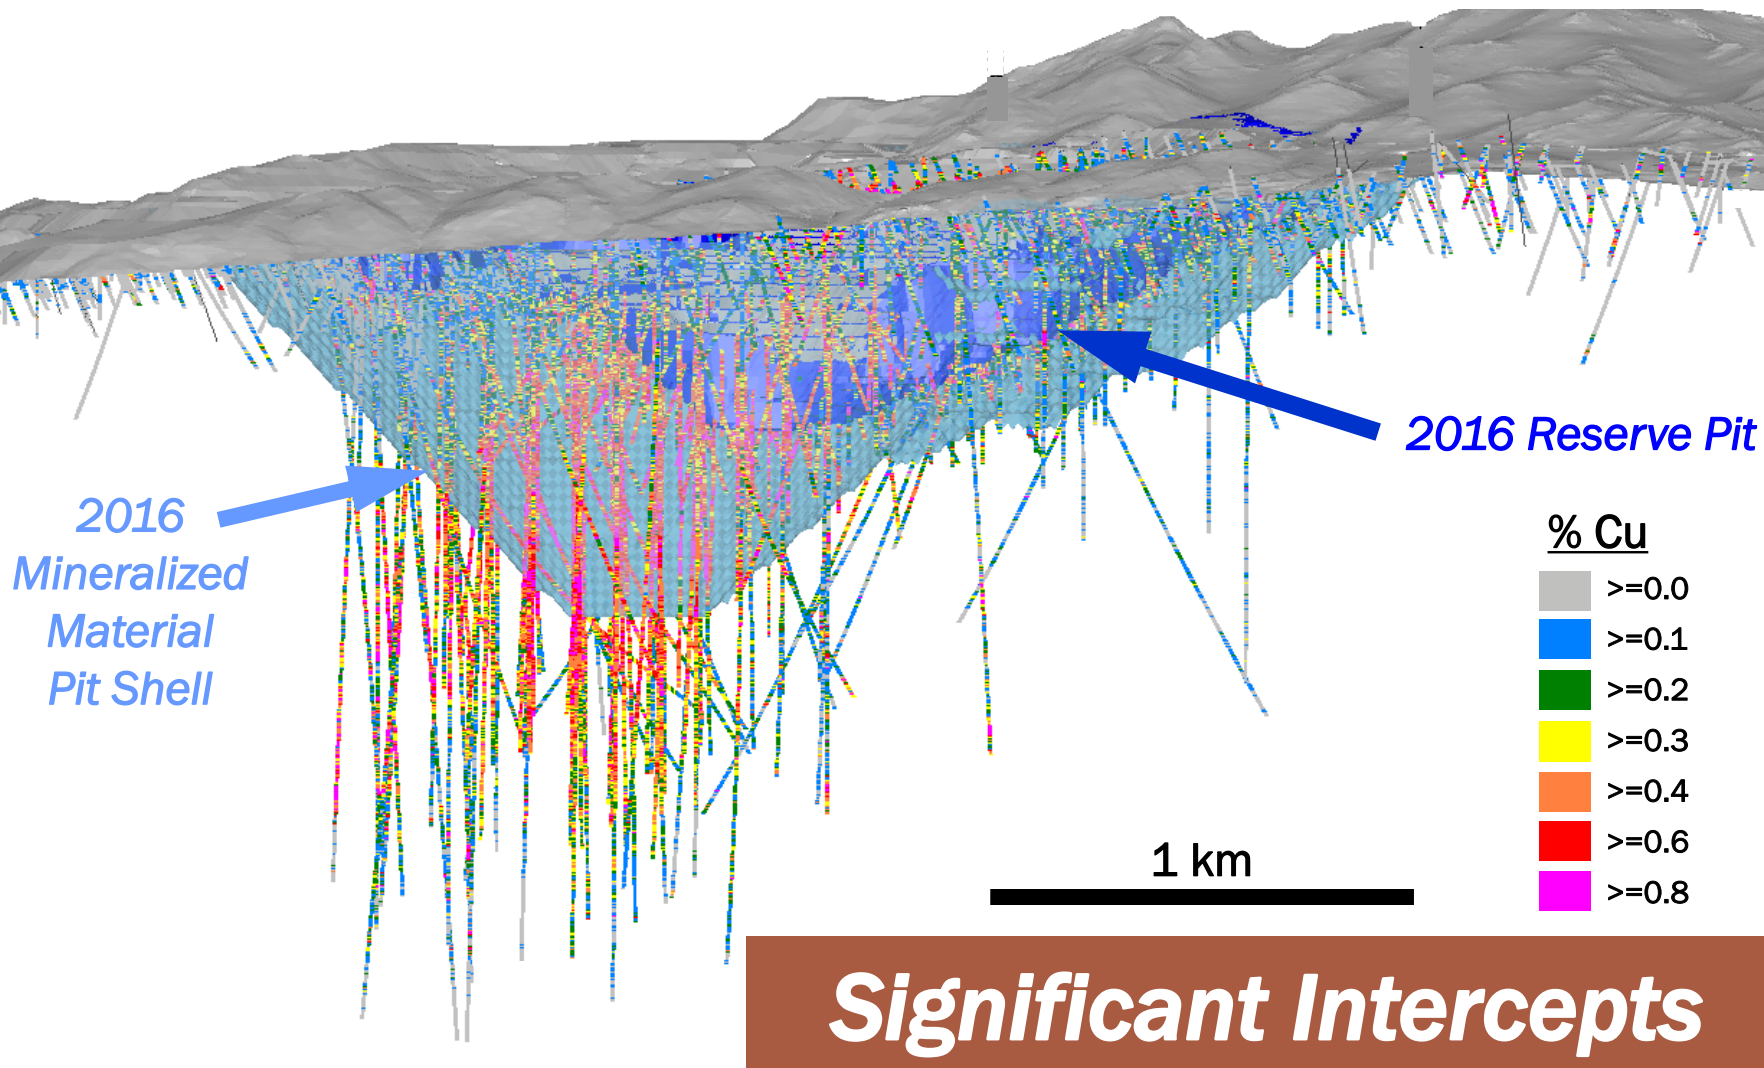 2016 Reserve Pit
2016
Mineralized
Material
Pit Shell
% Cu
>=0.0
>=0.1
>=0.2
>=0.3
>=0.4
>=0.6
>=0.8
1 km
Significant Intercepts